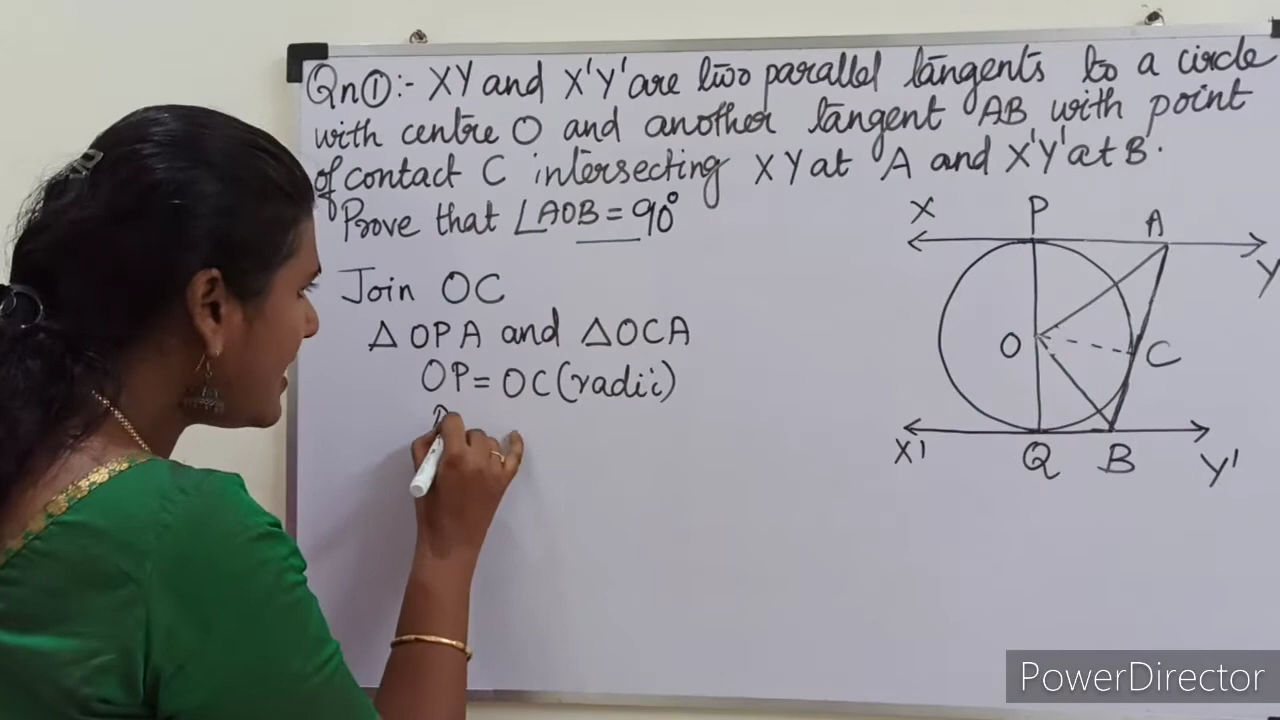 Qn①:- XY and X'Y' are two parallel tangents to a circle
with centre O and another tangent AB with point
of contact C intersecting XY at A and X'Y' at B.
Prove that ∠AOB = 90°
Join OC
△OPA and △OCA
OP = OC (radii)
X P A
Y
O C
X' Q B Y'
PowerDirector